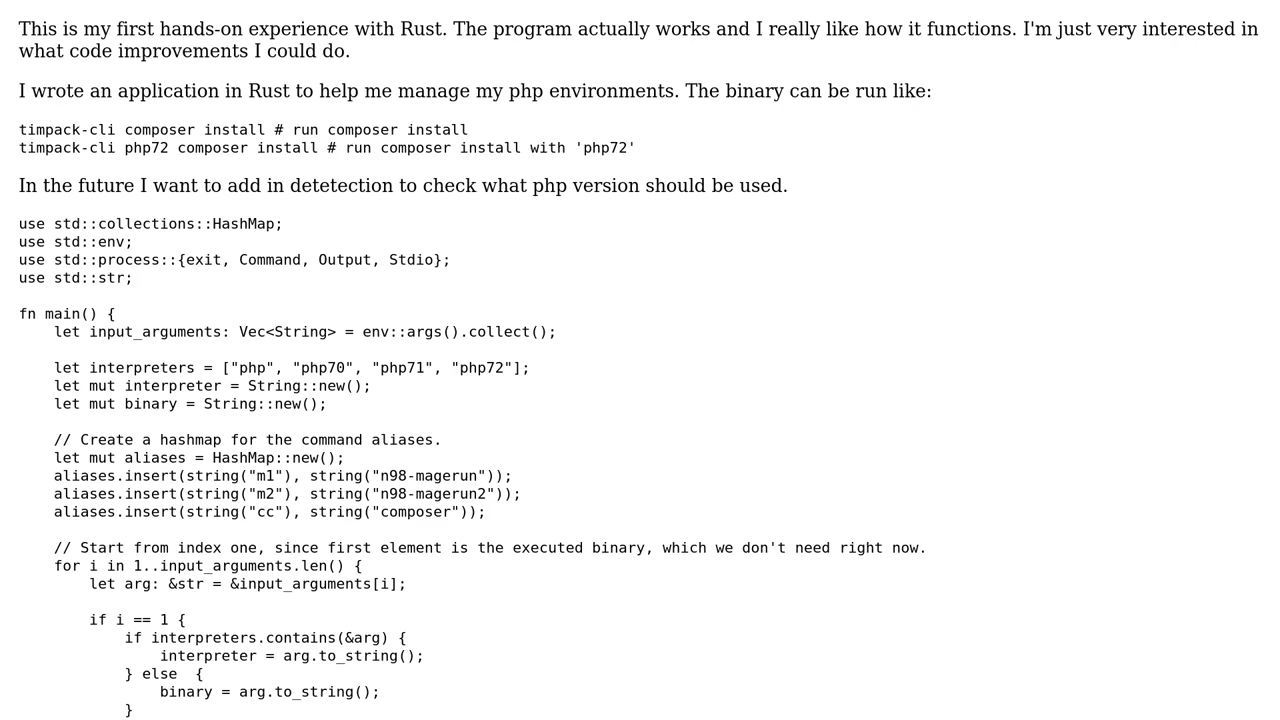 This is my first hands-on experience with Rust. The program actually works and I really like how it functions. I'm just very interested in
what code improvements I could do.
I wrote an application in Rust to help me manage my php environments. The binary can be run like:
timpack-cli composer install # run composer install
timpack-cli php72 composer install # run composer install with 'php72'
In the future I want to add in detetection to check what php version should be used.
use std::collections::HashMap;
use std::env;
use std::process::{exit, Command, Output, Stdio};
use std::str;

fn main() {
    let input_arguments: Vec<String> = env::args().collect();

    let interpreters = ["php", "php70", "php71", "php72"];
    let mut interpreter = String::new();
    let mut binary = String::new();

    // Create a hashmap for the command aliases.
    let mut aliases = HashMap::new();
    aliases.insert(string("m1"), string("n98-magerun"));
    aliases.insert(string("m2"), string("n98-magerun2"));
    aliases.insert(string("cc"), string("composer"));

    // Start from index one, since first element is the executed binary, which we don't need right now.
    for i in 1..input_arguments.len() {
        let arg: &str = &input_arguments[i];

        if i == 1 {
            if interpreters.contains(&arg) {
                interpreter = arg.to_string();
            } else  {
                binary = arg.to_string();
            }